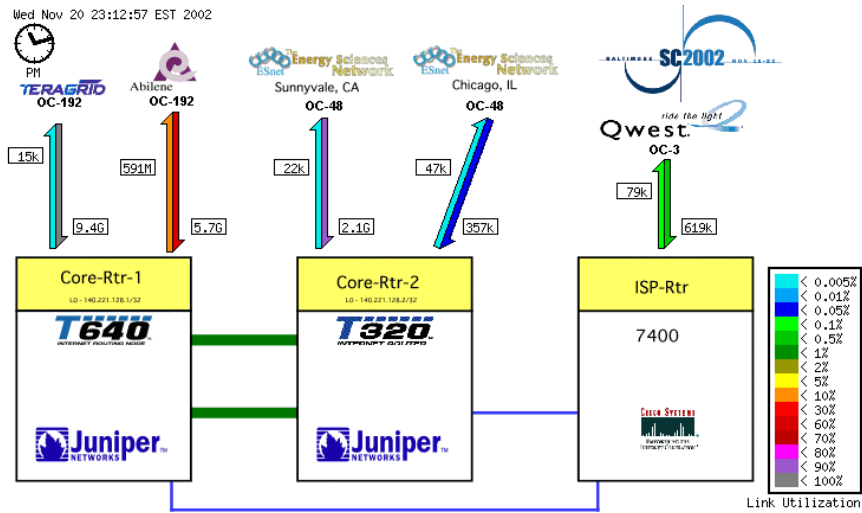 Wed Nov 20 23:12:57 EST 2002
PM
TERAGRID
OC-192
Abilene
OC-192
The Energy Sciences
ESnet Network
Sunnyvale, CA
OC-48
The Energy Sciences
ESnet Network
Chicago, IL
OC-48
BALTIMORE SC2002 NOV 16-22
ride the light
Qwest
OC-3
15k
591M
22k
47k
79k
9.4G
5.7G
2.1G
357k
619k
Core-Rtr-1
LO - 140.221.128.1/32
Core-Rtr-2
LO - 140.221.128.2/32
ISP-Rtr
T640
INTERNET ROUTING NODE
T320
INTERNET ROUTER
7400
Juniper
NETWORKS
Juniper
NETWORKS
CISCO SYSTEMS
< 0.005%
< 0.01%
< 0.05%
< 0.1%
< 0.5%
< 1%
< 2%
< 5%
< 10%
< 30%
< 60%
< 70%
< 80%
< 90%
< 100%
Link Utilization